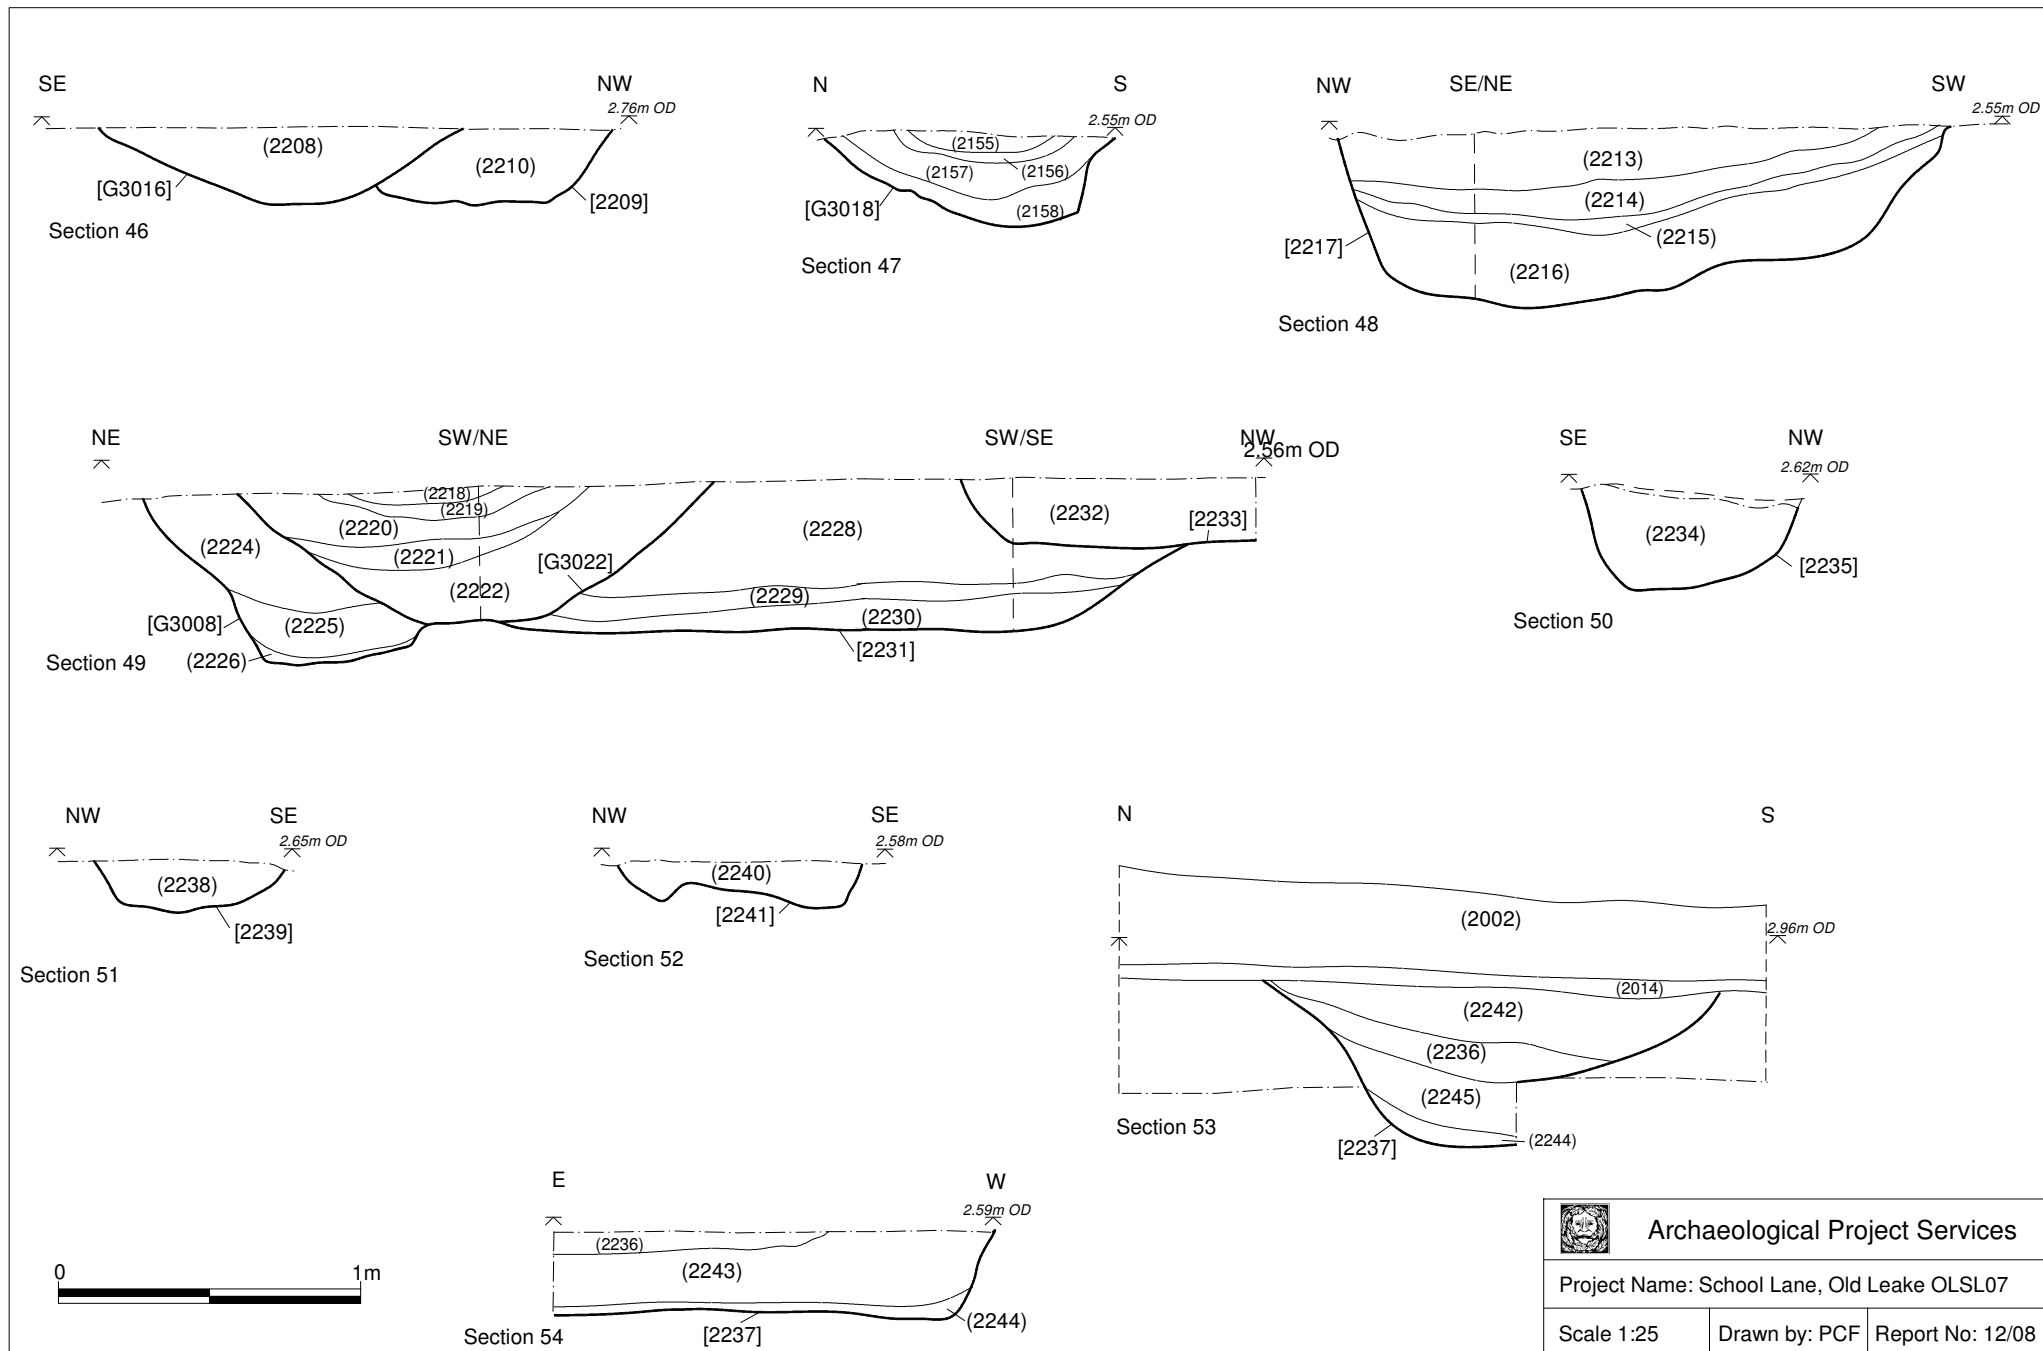 SE NW
2.76m OD
(2208)
(2210)
[G3016]
[2209]
Section 46
N S
2.55m OD
(2155)
(2156)
(2157)
[G3018]
(2158)
Section 47
NW SE/NE SW
2.55m OD
(2213)
(2214)
(2215)
[2217]
(2216)
Section 48
NE SW/NE SW/SE NW
2.56m OD
(2218)
(2219)
(2220)
(2232)
[2233]
(2228)
(2224)
(2221)
[G3022]
(2222)
(2229)
(2230)
[G3008]
(2225)
[2231]
Section 49
(2226)
SE NW
2.62m OD
(2234)
[2235]
Section 50
NW SE
2.65m OD
(2238)
[2239]
Section 51
NW SE
2.58m OD
(2240)
[2241]
Section 52
N S
(2002)
2.96m OD
(2014)
(2242)
(2236)
(2245)
Section 53
[2237]
(2244)
E W
2.59m OD
(2236)
(2243)
(2244)
[2237]
Section 54
0 1m
Archaeological Project Services
Project Name: School Lane, Old Leake OLSL07
Scale 1:25 Drawn by: PCF Report No: 12/08